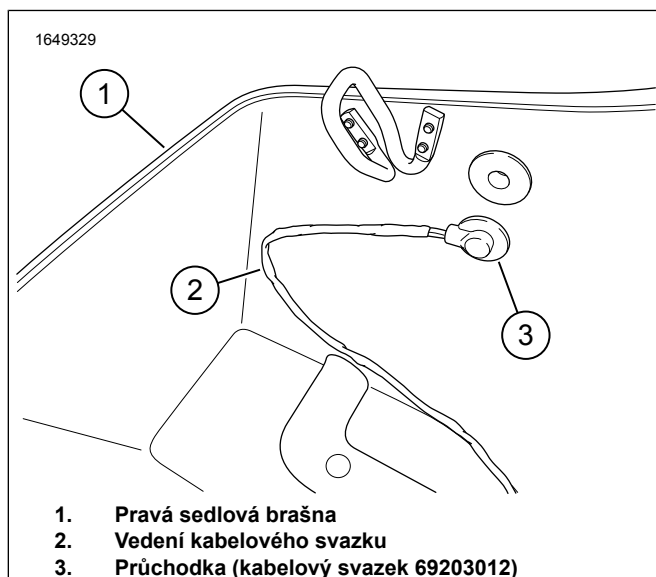 1649329
1
2
3
1. Pravá sedlová brašna
2. Vedení kabelového svazku
3. Průchodka (kabelový svazek 69203012)